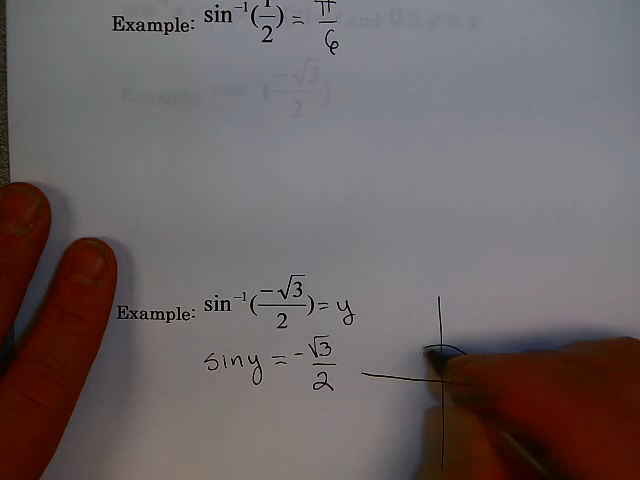 Example: sin⁻¹(1/2) = π/6
Example: sin⁻¹(-√3/2) = y
sin y = -√3/2